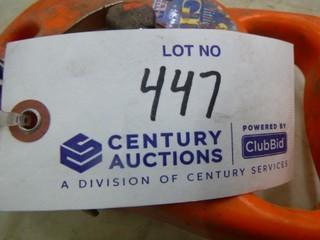 LOT NO
447
CENTURY
AUCTIONS
POWERED BY
ClubBid
A DIVISION OF CENTURY SERVICES